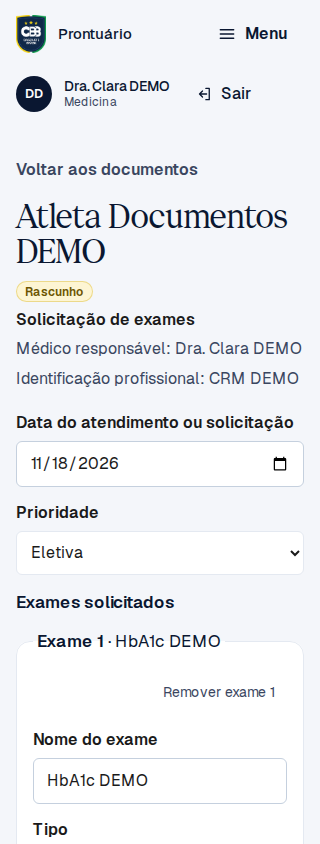 CBB
Prontuário
Menu
DD
Dra. Clara DEMO
Medicina
Sair
Voltar aos documentos
Atleta Documentos
DEMO
Rascunho
Solicitação de exames
Médico responsável: Dra. Clara DEMO
Identificação profissional: CRM DEMO
Data do atendimento ou solicitação
11/18/2026
Prioridade
Eletiva
Exames solicitados
Exame 1 · HbA1c DEMO
Remover exame 1
Nome do exame
HbA1c DEMO
Tipo